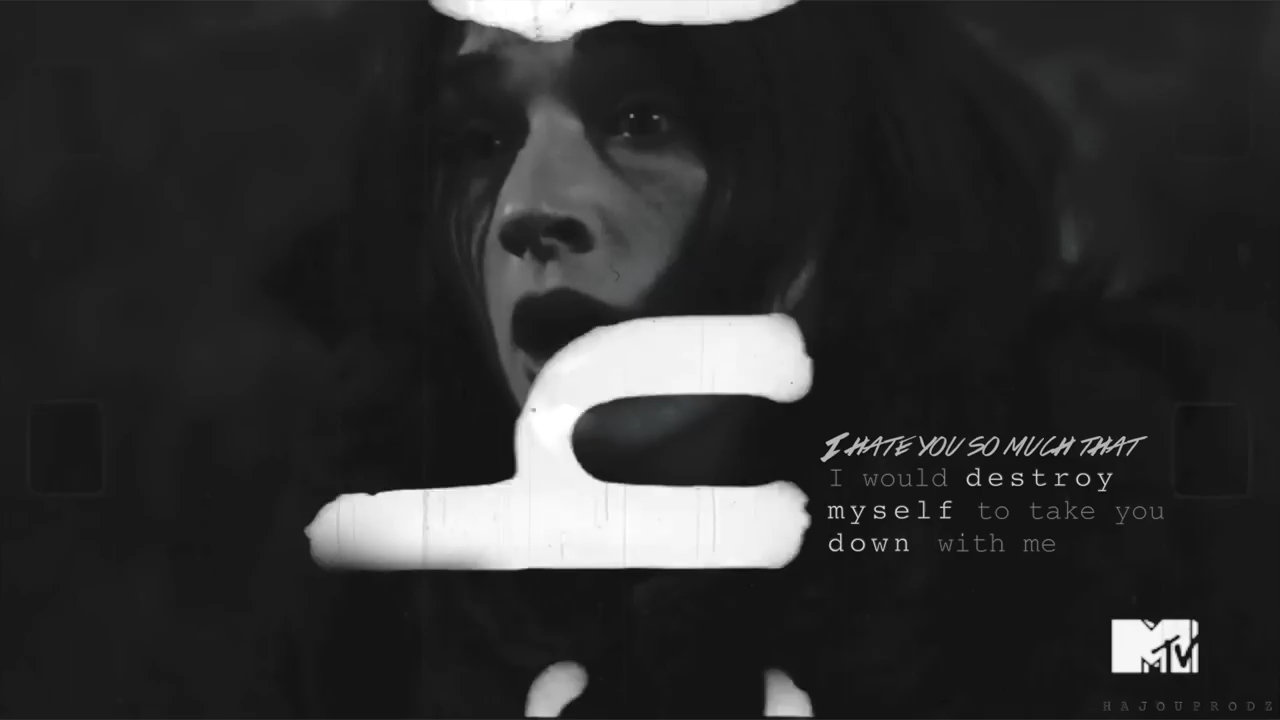 I HATE YOU SO MUCH THAT
I would destroy
myself to take you
down with me
MTV
HAJOUPRODZ